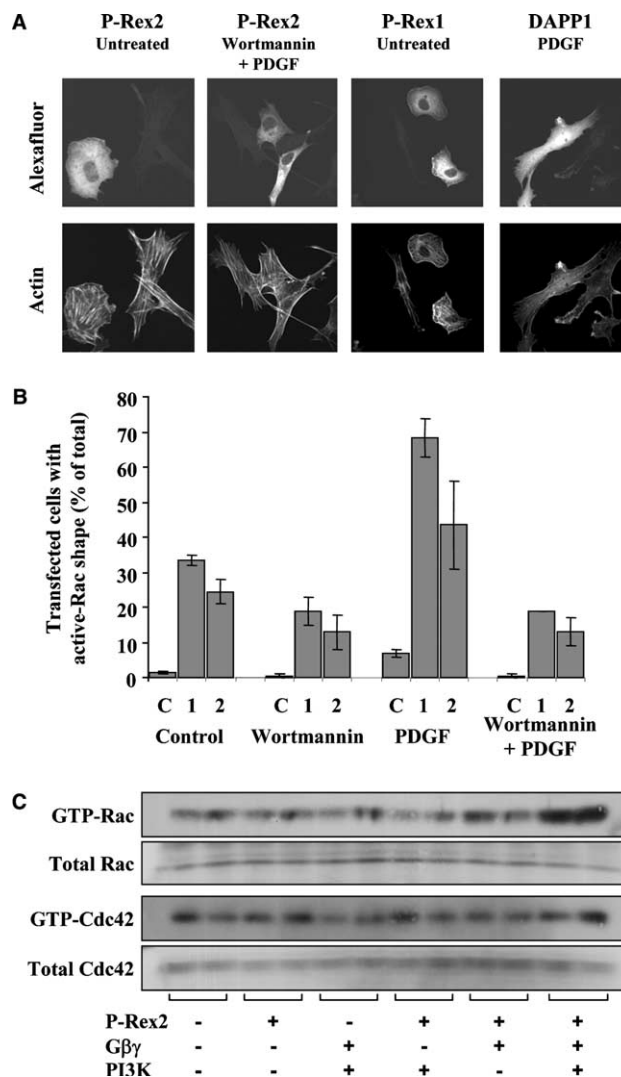 A
P-Rex2 P-Rex2 P-Rex1 DAPP1
Untreated Wortmannin Untreated PDGF
+ PDGF
Alexafluor
Actin
B
Transfected cells with
active-Rac shape (% of total)
80
70
60
50
40
30
20
10
0
C 1 2 C 1 2 C 1 2 C 1 2
Control Wortmannin PDGF Wortmannin
+ PDGF
C
GTP-Rac
Total Rac
GTP-Cdc42
Total Cdc42
P-Rex2 - + - + + +
Gβγ - - + - + +
PI3K - - + + - +